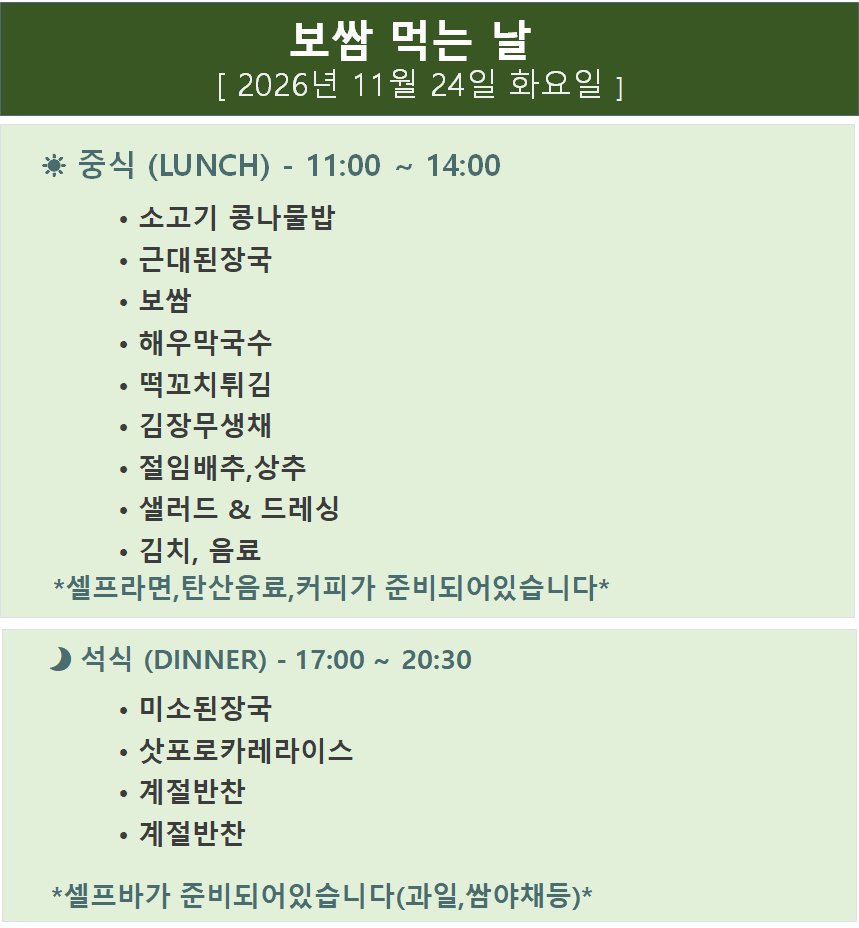 보쌈 먹는 날
[ 2026년 11월 24일 화요일 ]
중식 (LUNCH) - 11:00 ~ 14:00
• 소고기 콩나물밥
• 근대된장국
• 보쌈
• 해우막국수
• 떡꼬치튀김
• 김장무생채
• 절임배추,상추
• 샐러드 & 드레싱
• 김치, 음료
*셀프라면,탄산음료,커피가 준비되어있습니다*
석식 (DINNER) - 17:00 ~ 20:30
• 미소된장국
• 삿포로카레라이스
• 계절반찬
• 계절반찬
*셀프바가 준비되어있습니다(과일,쌈야채등)*